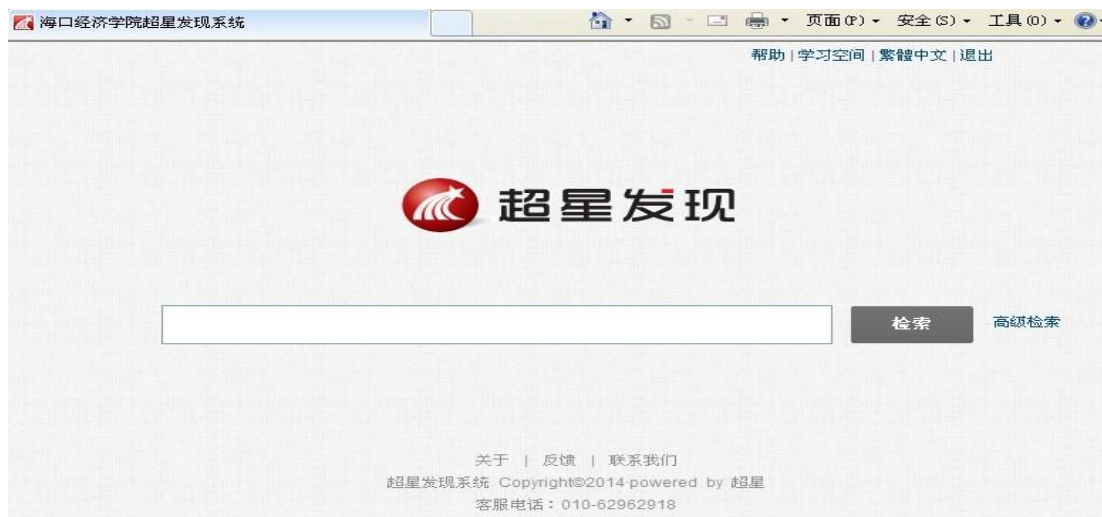 海口经济学院超星发现系统
页面(P) 安全(S) 工具(O)
帮助 | 学习空间 | 繁體中文 | 退出
超星发现
检索 高级检索
关于 | 反馈 | 联系我们
超星发现系统 Copyright©2014·powered by 超星
客服电话：010-62962918